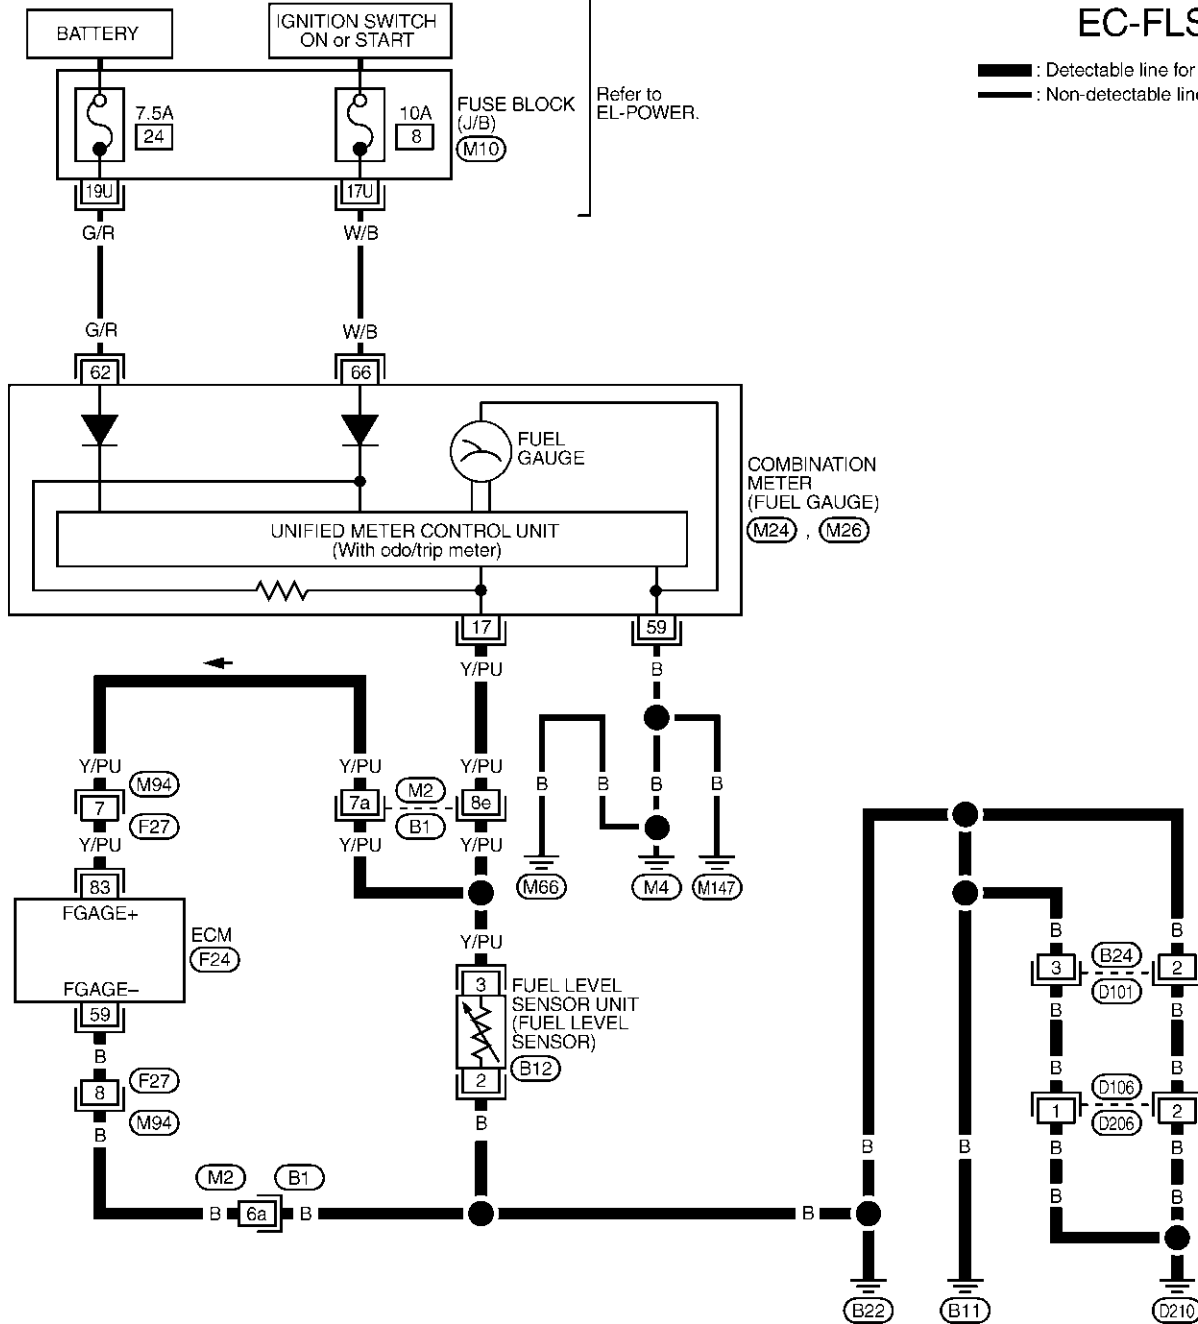 EC-FLS
BATTERY
IGNITION SWITCH
ON or START
: Detectable line for
: Non-detectable line
Refer to
EL-POWER.
7.5A
24
10A
8
FUSE BLOCK
(J/B)
M10
19U
17U
G/R
W/B
G/R
W/B
62
66
FUEL
GAUGE
COMBINATION
METER
(FUEL GAUGE)
M24 , M26
UNIFIED METER CONTROL UNIT
(With odo/trip meter)
17
59
Y/PU
B
Y/PU
Y/PU
Y/PU
B
B
B
B
M94
7
F27
7a
M2
B1
8e
Y/PU
Y/PU
Y/PU
M66
M4
M147
83
FGAGE+
ECM
F24
FGAGE–
59
Y/PU
3
FUEL LEVEL
SENSOR UNIT
(FUEL LEVEL
SENSOR)
B12
2
B
B
3
B24
D101
2
B
B
B
B
1
D106
D206
2
B
B
B
B
B
8
F27
M94
B
B
B
B
M2
B1
B
6a
B
B
B22
B11
D210